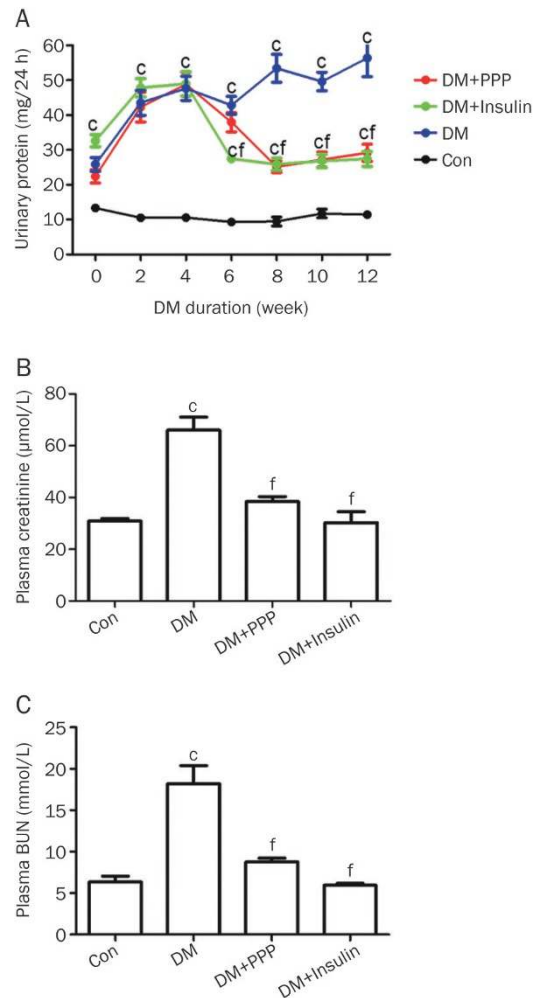 A
Urinary protein (mg/24 h)
60
50
40
30
20
10
0
c
c
c
c
c
c
c
cf
cf
cf
cf
0 2 4 6 8 10 12
DM duration (week)
DM+PPP
DM+Insulin
DM
Con
B
Plasma creatinine (μmol/L)
80
60
40
20
0
c
f
f
Con
DM
DM+PPP
DM+Insulin
C
Plasma BUN (mmol/L)
25
20
15
10
5
0
c
f
f
Con
DM
DM+PPP
DM+Insulin